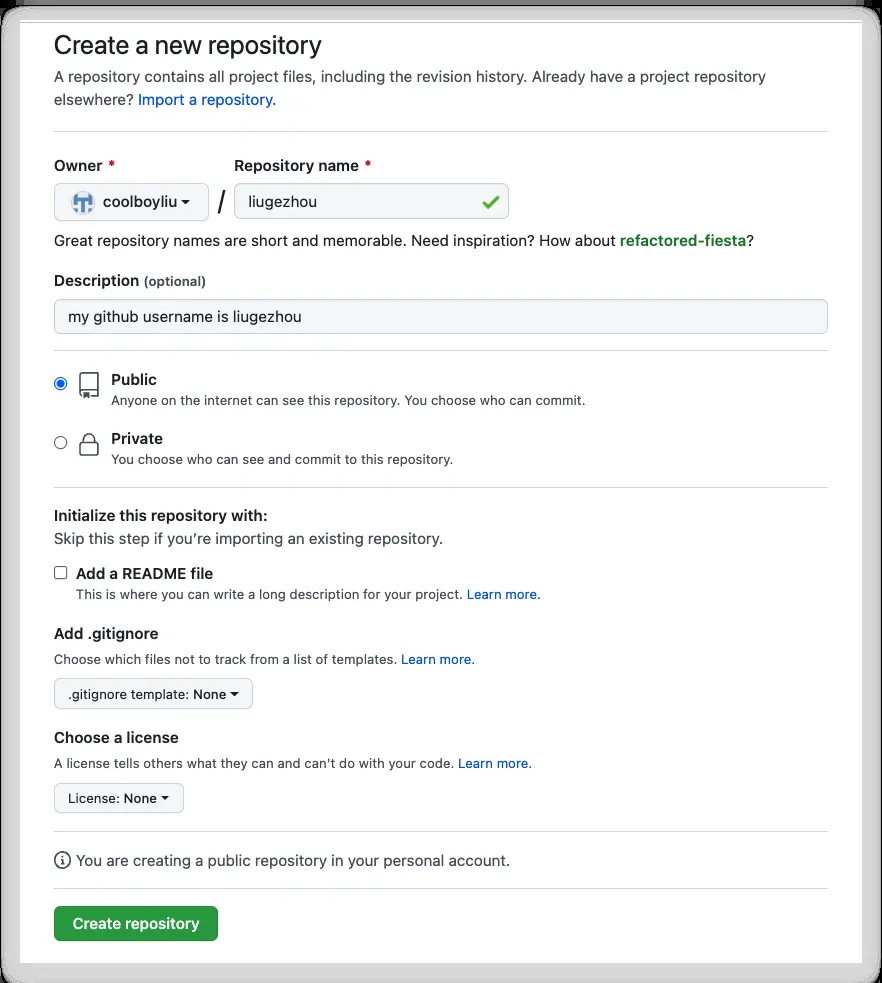 Create a new repository
A repository contains all project files, including the revision history. Already have a project repository
elsewhere? Import a repository.
Owner *
Repository name *
coolboyliu
/
liugezhou
Great repository names are short and memorable. Need inspiration? How about refactored-fiesta?
Description (optional)
my github username is liugezhou
Public
Anyone on the internet can see this repository. You choose who can commit.
Private
You choose who can see and commit to this repository.
Initialize this repository with:
Skip this step if you’re importing an existing repository.
Add a README file
This is where you can write a long description for your project. Learn more.
Add .gitignore
Choose which files not to track from a list of templates. Learn more.
.gitignore template: None
Choose a license
A license tells others what they can and can't do with your code. Learn more.
License: None
You are creating a public repository in your personal account.
Create repository